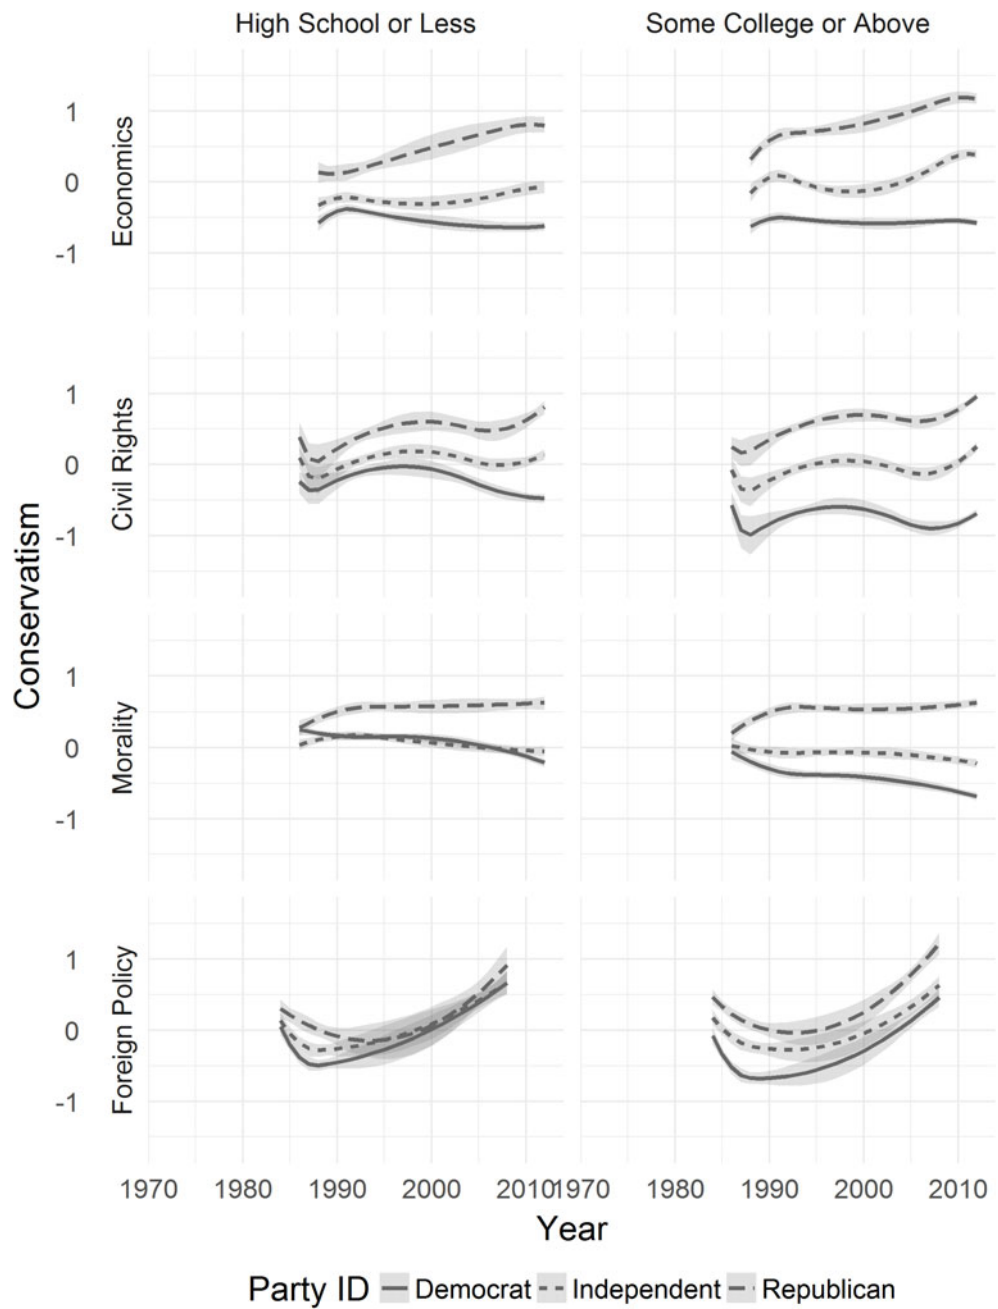 High School or Less
Some College or Above
Conservatism
Economics
1
0
-1
Civil Rights
1
0
-1
Morality
1
0
-1
Foreign Policy
1
0
-1
1970 1980 1990 2000 2010 1970 1980 1990 2000 2010
Year
Party ID Democrat Independent Republican